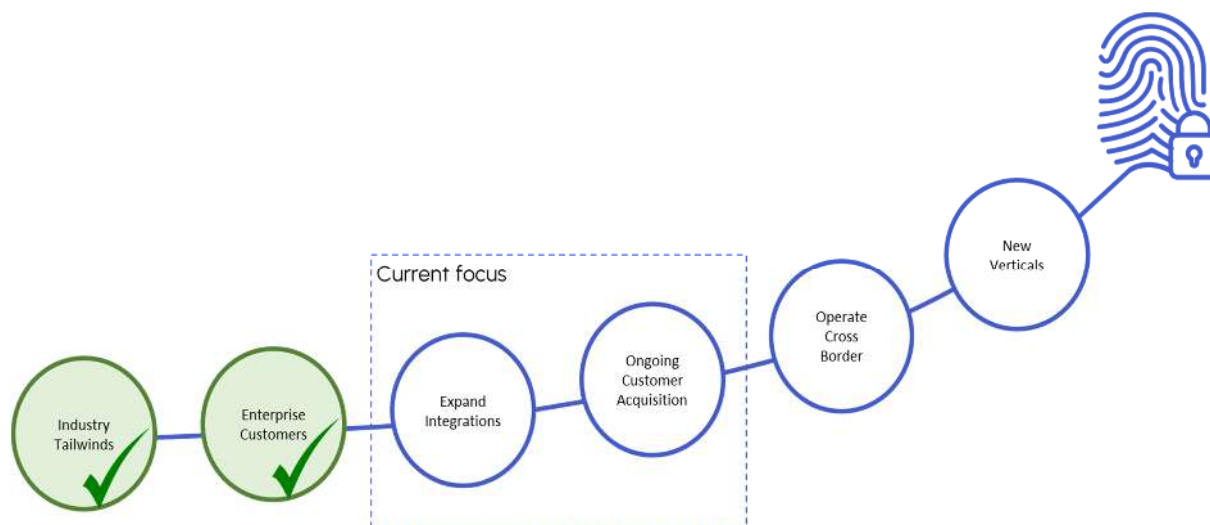 Current focus
Industry
Tailwinds
Enterprise
Customers
Expand
Integrations
Ongoing
Customer
Acquisition
Operate
Cross
Border
New
Verticals